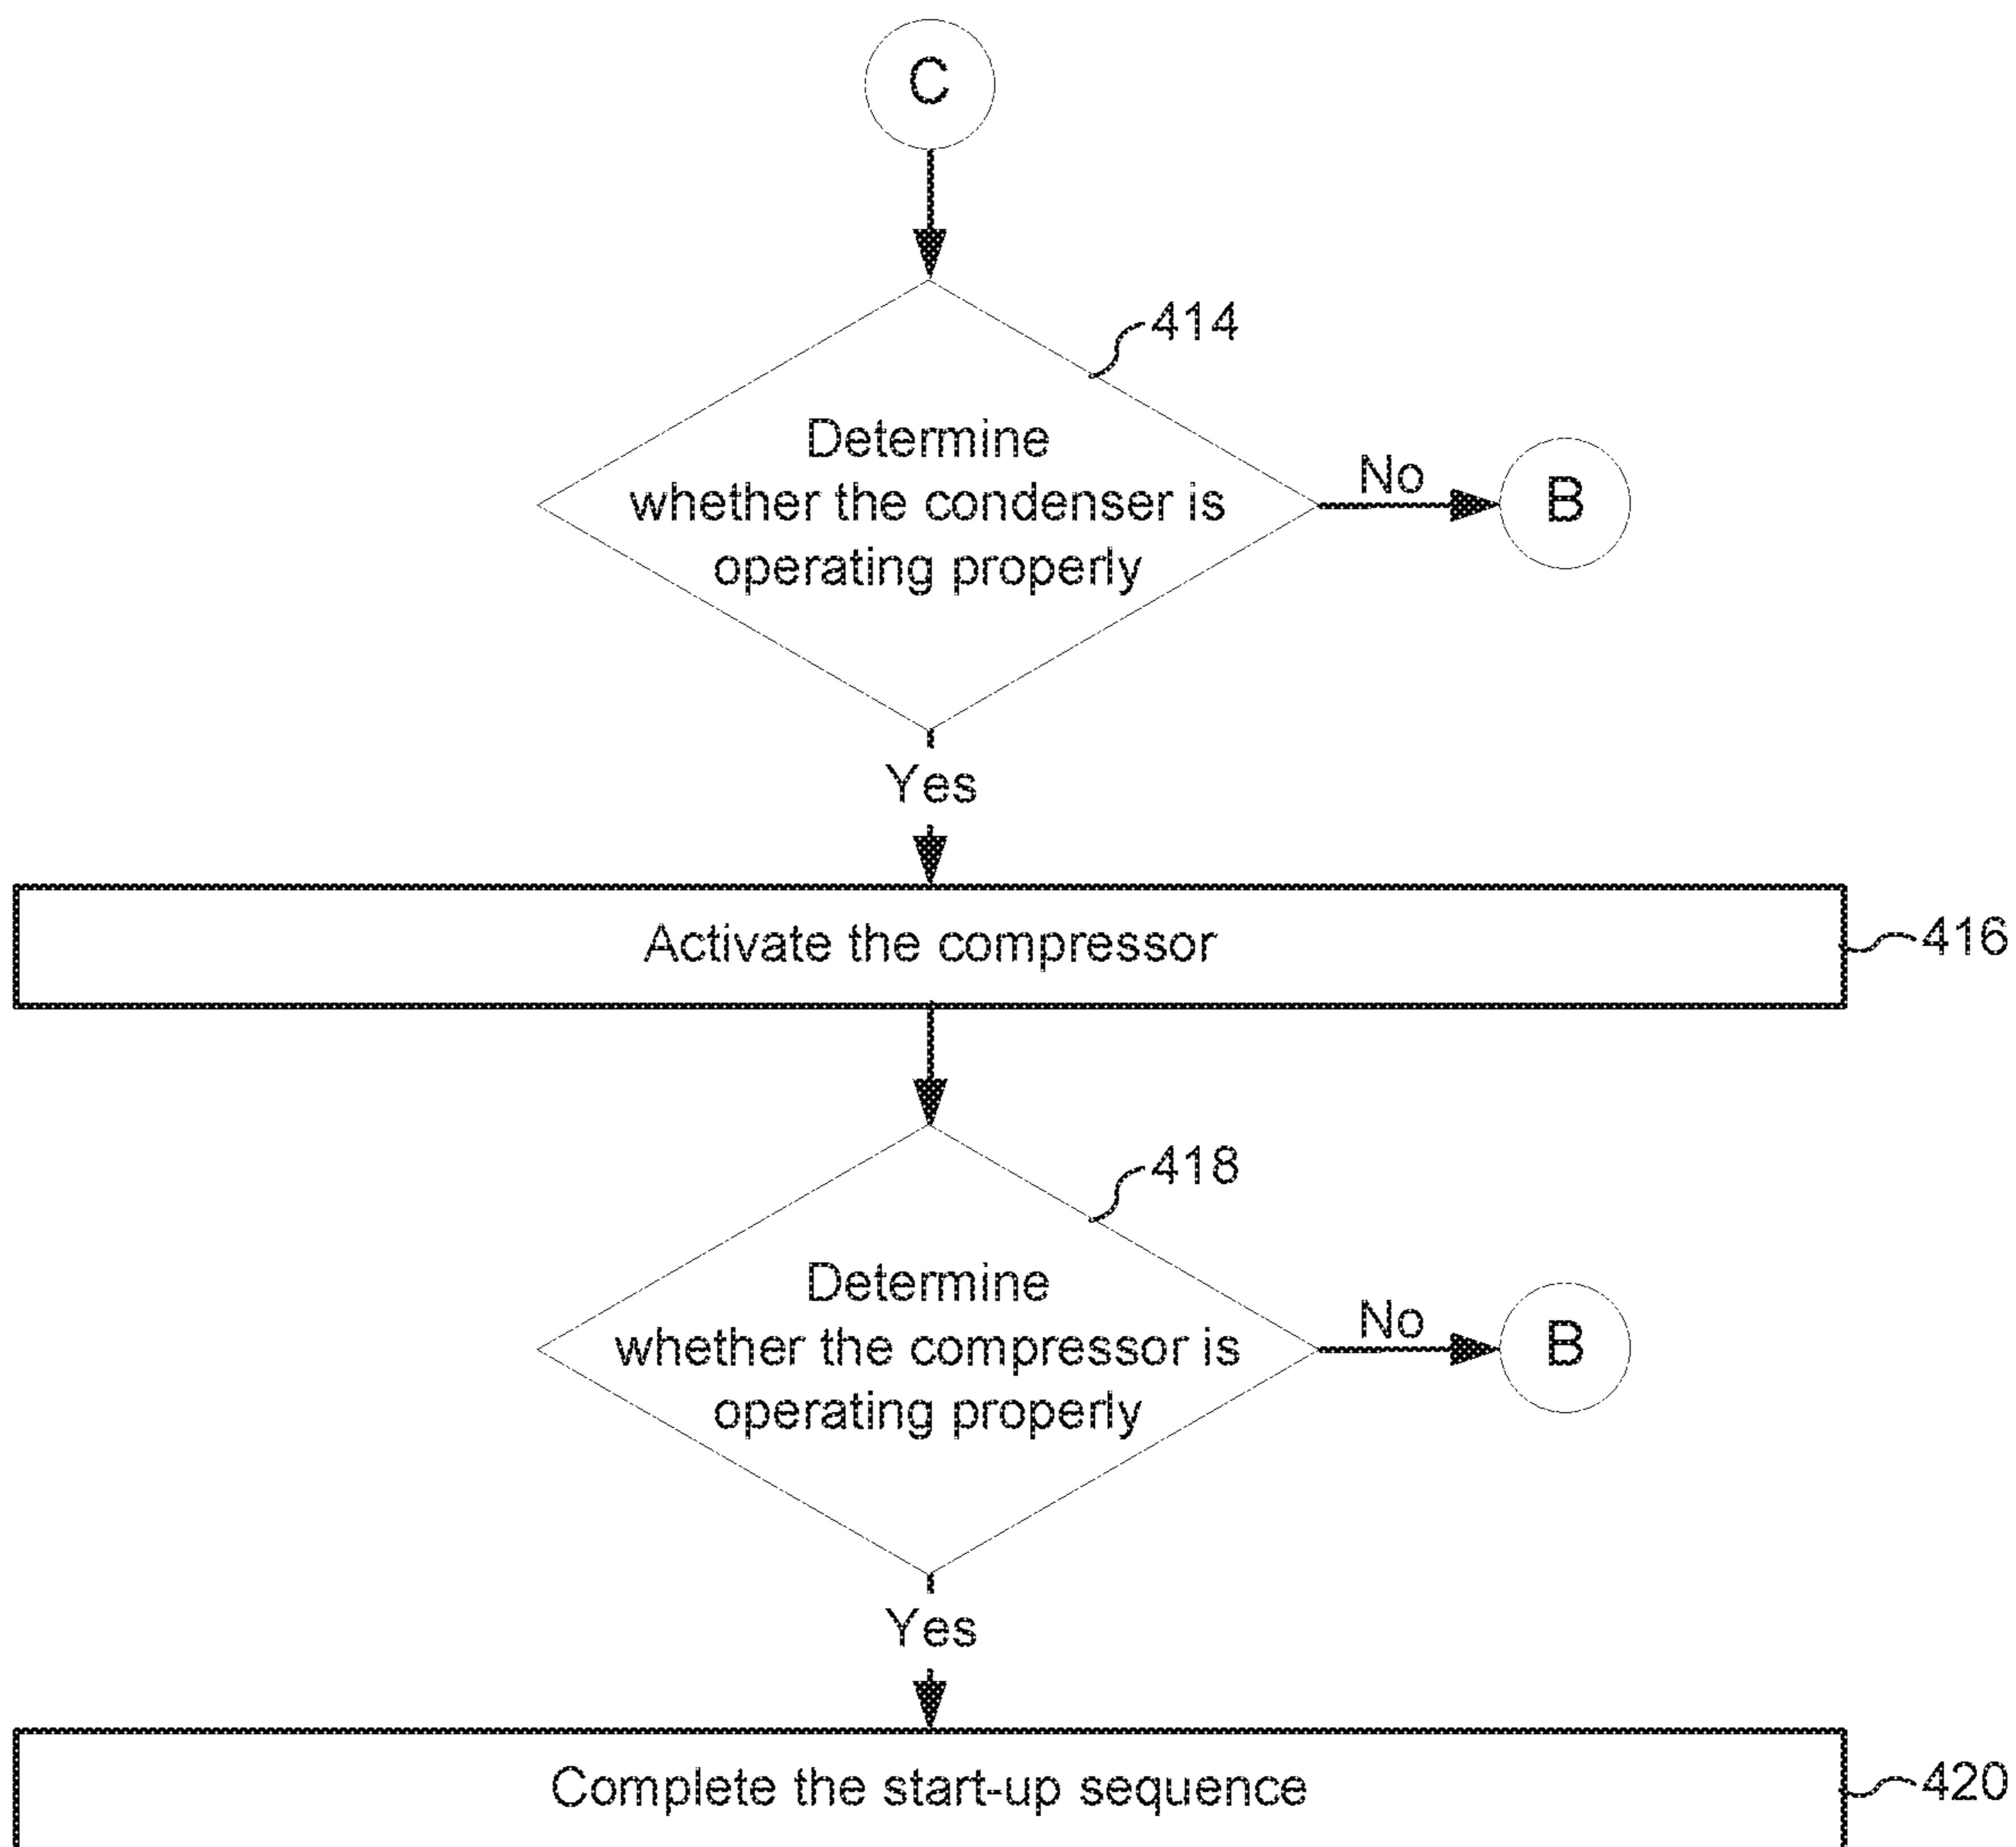 C
414
Determine
whether the condenser is
operating properly
No
B
Yes
Activate the compressor
416
418
Determine
whether the compressor is
operating properly
No
B
Yes
Complete the start-up sequence
420